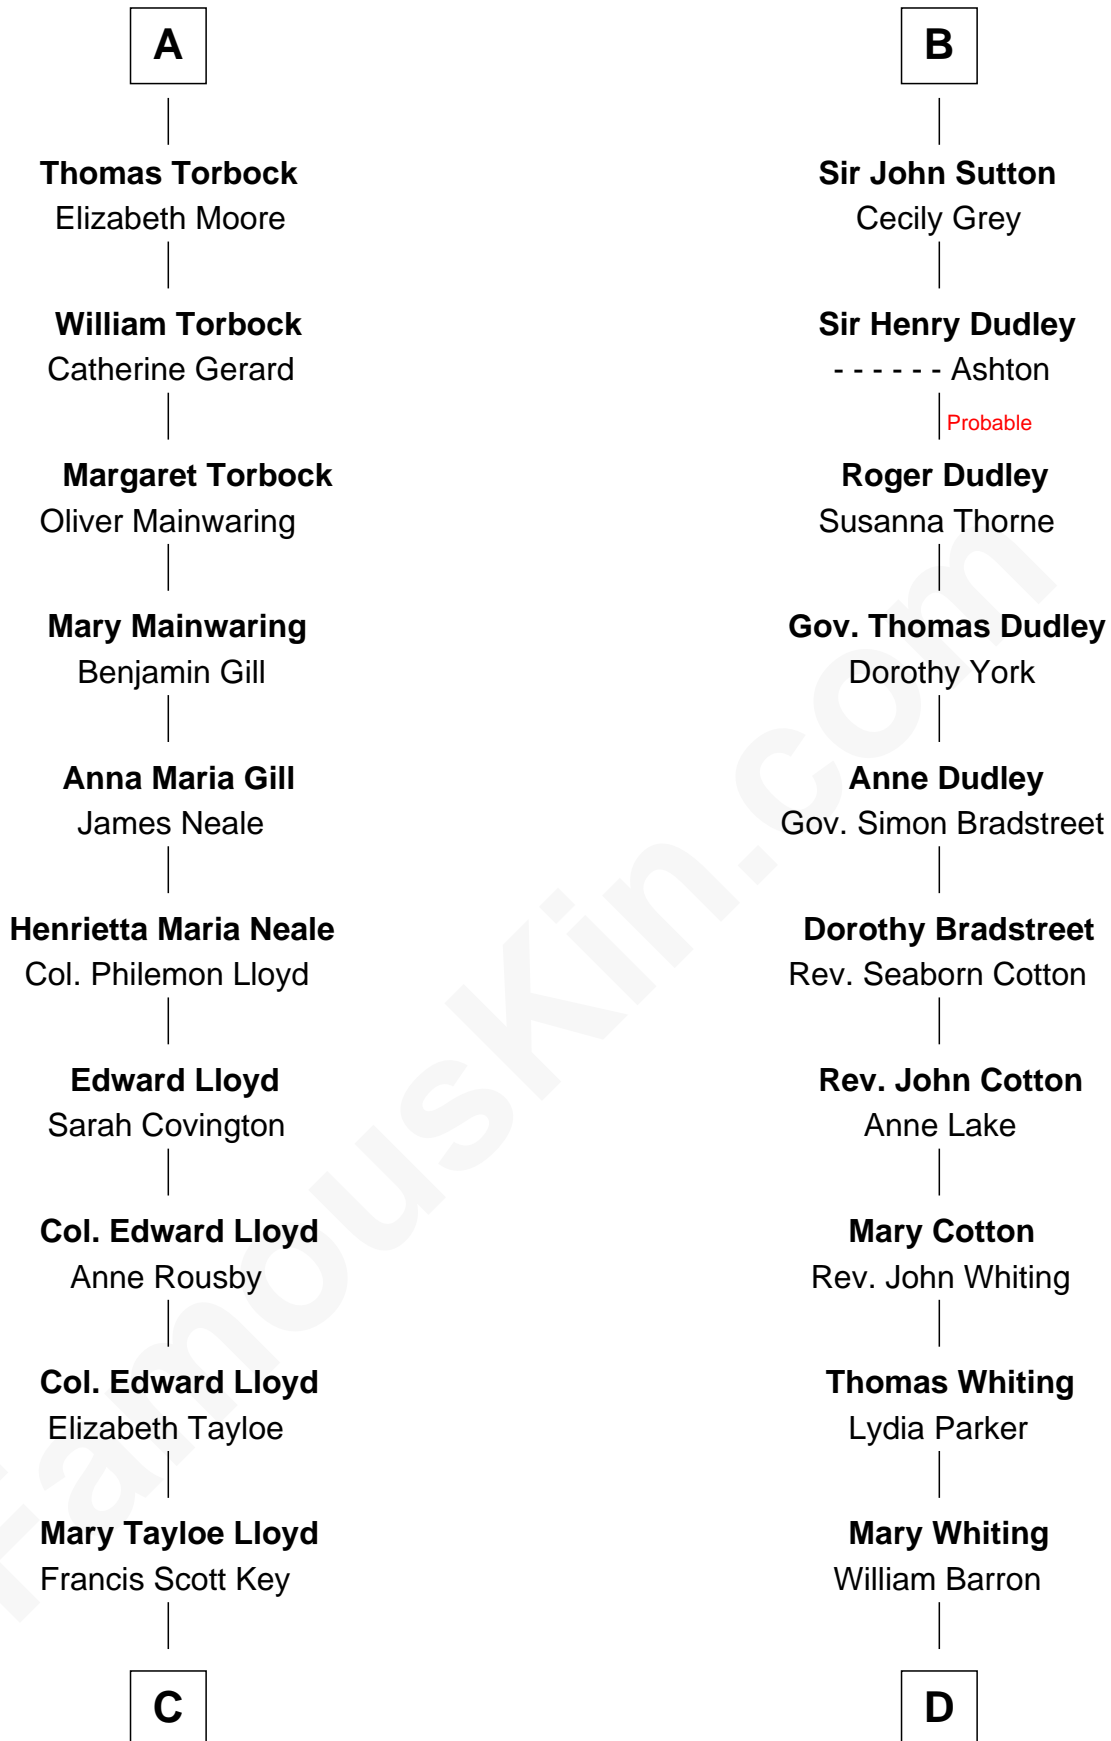 A
Thomas Torbock
Elizabeth Moore
William Torbock
Catherine Gerard
Margaret Torbock
Oliver Mainwaring
Mary Mainwaring
Benjamin Gill
Anna Maria Gill
James Neale
Henrietta Maria Neale
Col. Philemon Lloyd
Edward Lloyd
Sarah Covington
Col. Edward Lloyd
Anne Rousby
Col. Edward Lloyd
Elizabeth Tayloe
Mary Tayloe Lloyd
Francis Scott Key
C
B
Sir John Sutton
Cecily Grey
Sir Henry Dudley
- - - - - - Ashton
Probable
Roger Dudley
Susanna Thorne
Gov. Thomas Dudley
Dorothy York
Anne Dudley
Gov. Simon Bradstreet
Dorothy Bradstreet
Rev. Seaborn Cotton
Rev. John Cotton
Anne Lake
Mary Cotton
Rev. John Whiting
Thomas Whiting
Lydia Parker
Mary Whiting
William Barron
D
FamousKin.com